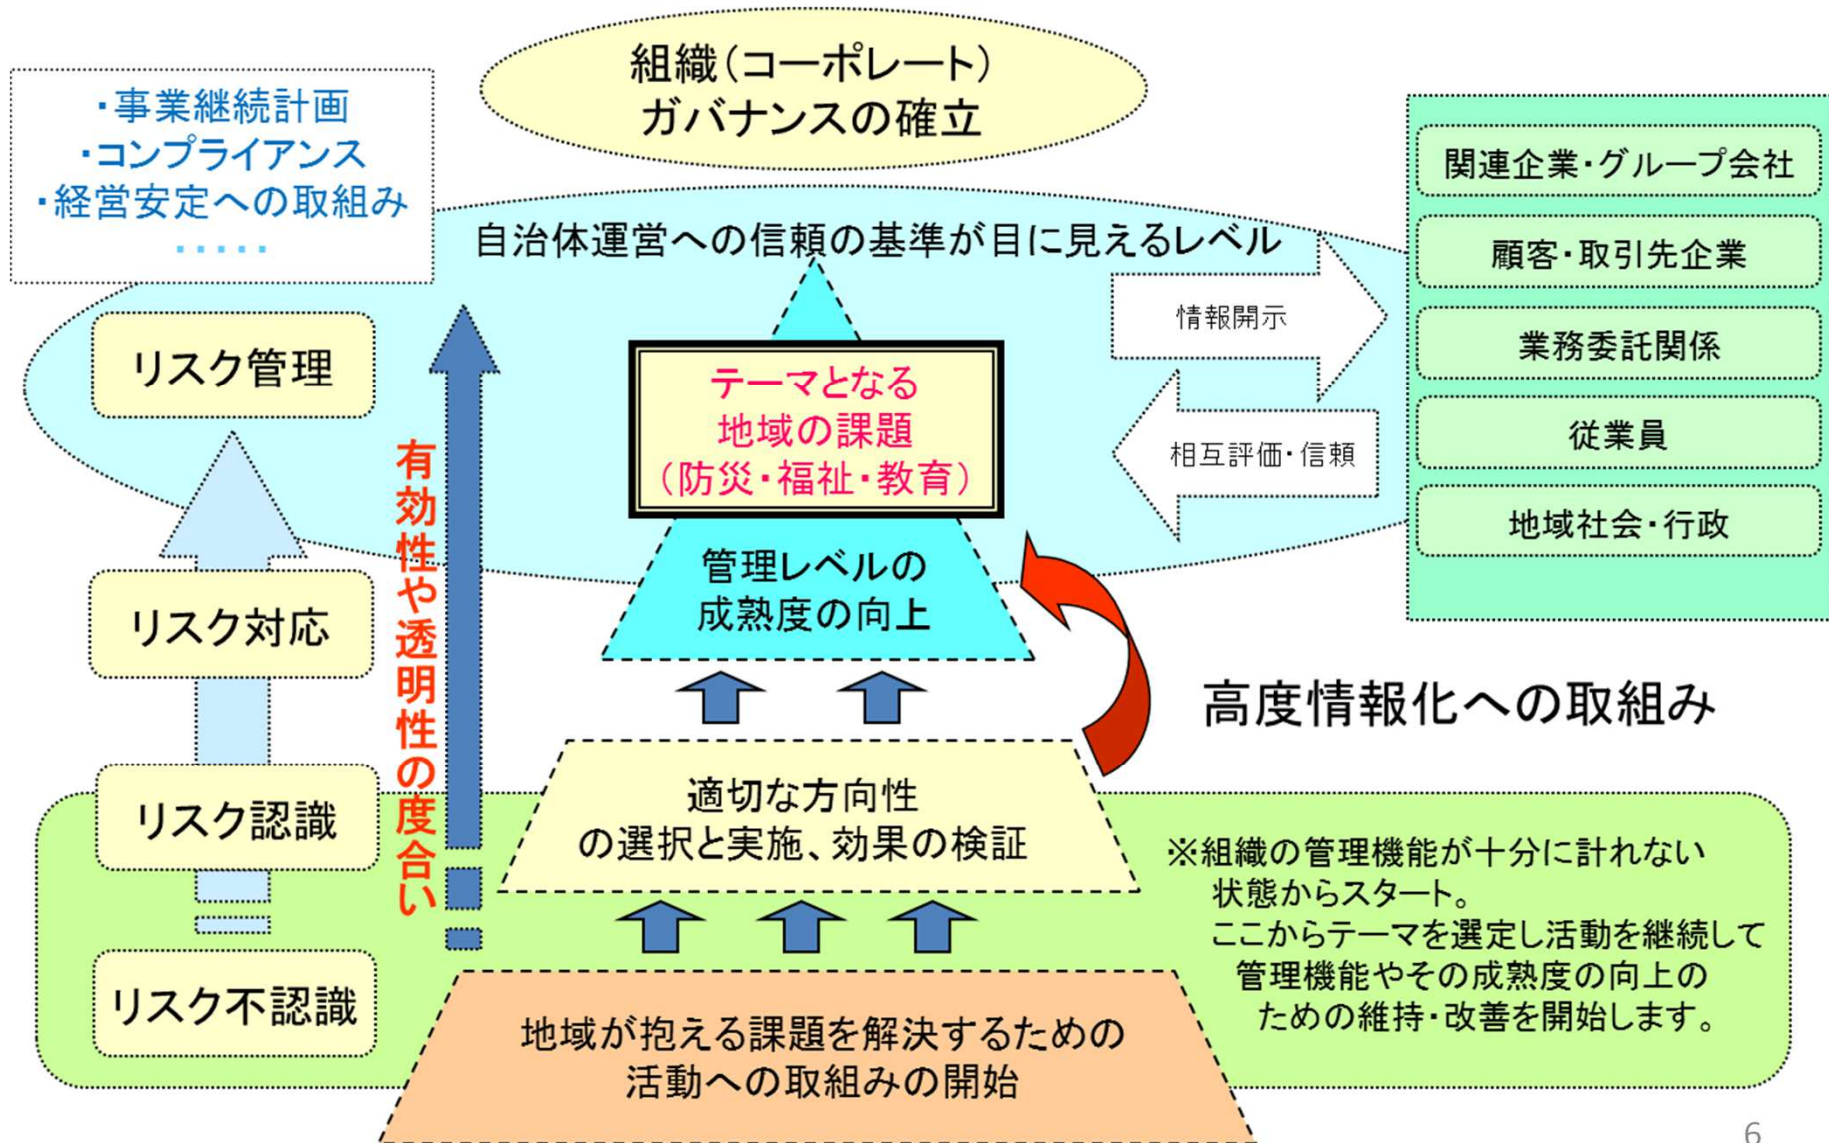 組織(コーポレート)
ガバナンスの確立
・事業継続計画
・コンプライアンス
・経営安定への取組み
・・・・・
自治体運営への信頼の基準が目に見えるレベル
関連企業・グループ会社
顧客・取引先企業
業務委託関係
従業員
地域社会・行政
情報開示
相互評価・信頼
リスク管理
リスク対応
リスク認識
リスク不認識
有効性や透明性の度合い
テーマとなる
地域の課題
(防災・福祉・教育)
管理レベルの
成熟度の向上
高度情報化への取組み
適切な方向性
の選択と実施、効果の検証
※組織の管理機能が十分に計れない
状態からスタート。
ここからテーマを選定し活動を継続して
管理機能やその成熟度の向上の
ための維持・改善を開始します。
地域が抱える課題を解決するための
活動への取組みの開始
6